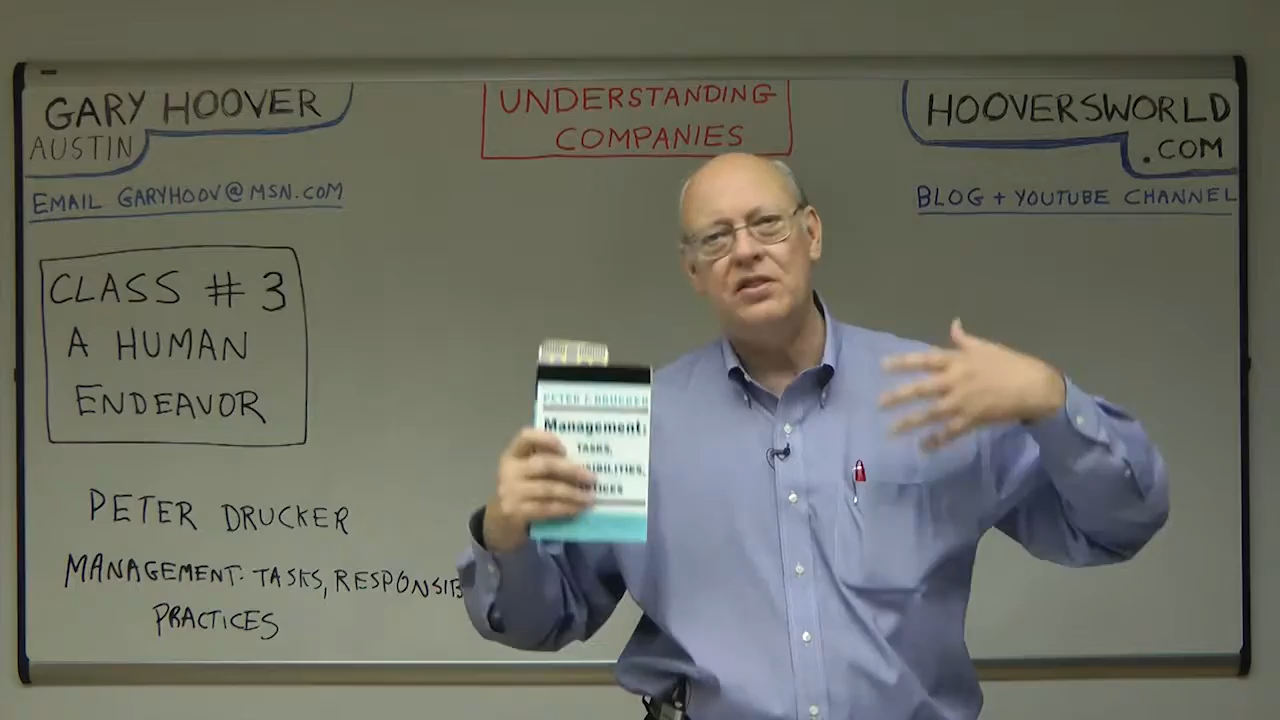 GARY HOOVER
AUSTIN
EMAIL GARYHOOV@MSN.COM
UNDERSTANDING
COMPANIES
HOOVERSWORLD
.COM
BLOG + YOUTUBE CHANNEL
CLASS # 3
A HUMAN
ENDEAVOR
PETER DRUCKER
MANAGEMENT: TASKS, RESPONSIB
PRACTICES
PETER F. DRUCKER
Management:
TASKS,
SIBILITIES,